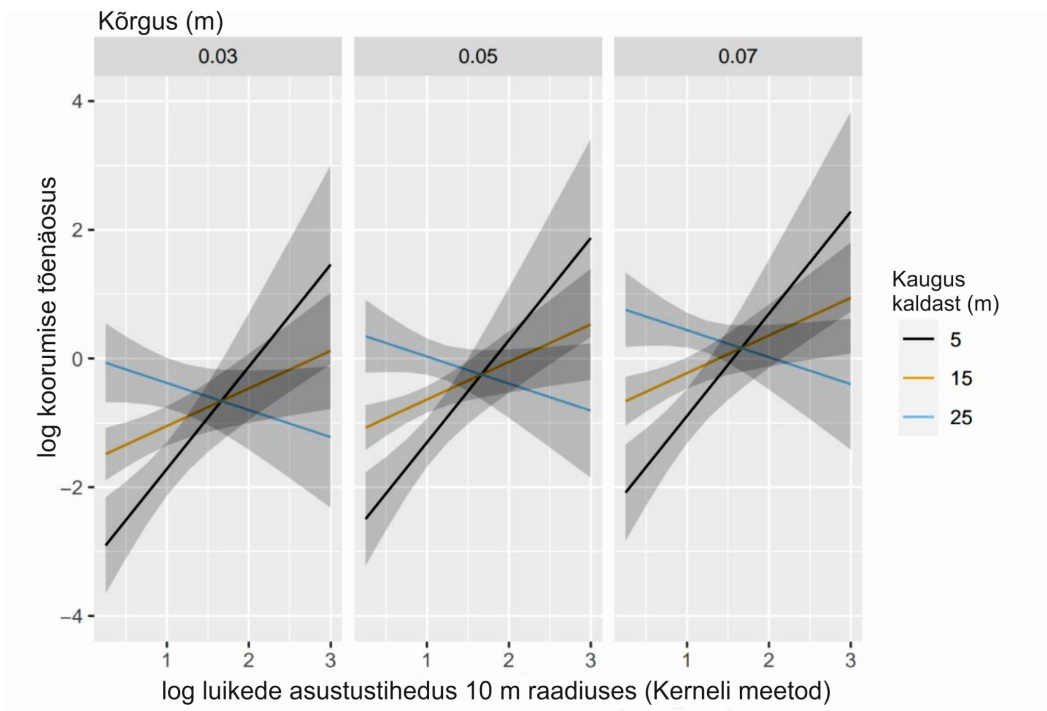 Kõrgus (m)
0.03 0.05 0.07
4
2
0
−2
−4
log koorumise tõenäosus
1 2 3 1 2 3 1 2 3
log luikede asustustihedus 10 m raadiuses (Kerneli meetod)
Kaugus
kaldast (m)
5
15
25